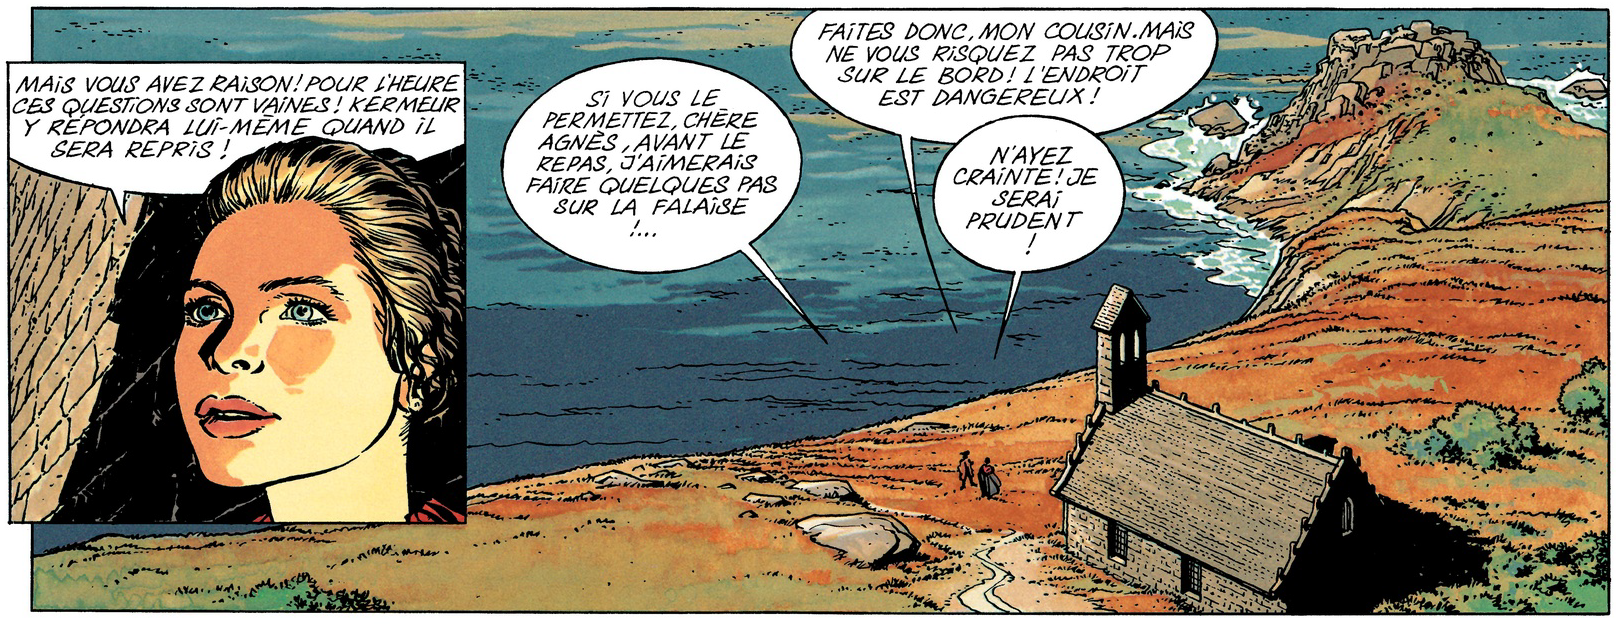 MAIS VOUS AVEZ RAISON! POUR L'HEURE
CES QUESTIONS SONT VAINES! KERMEUR
Y RÉPONDRA LUI-MÊME QUAND IL
SERA REPRIS!
SI VOUS LE
PERMETTEZ, CHÈRE
AGNÈS, AVANT LE
REPAS, J'AIMERAIS
FAIRE QUELQUES PAS
SUR LA FALAISE
!...
FAITES DONC, MON COUSIN. MAIS
NE VOUS RISQUEZ PAS TROP
SUR LE BORD! L'ENDROIT
EST DANGEREUX!
N'AYEZ
CRAINTE! JE
SERAI
PRUDENT
!